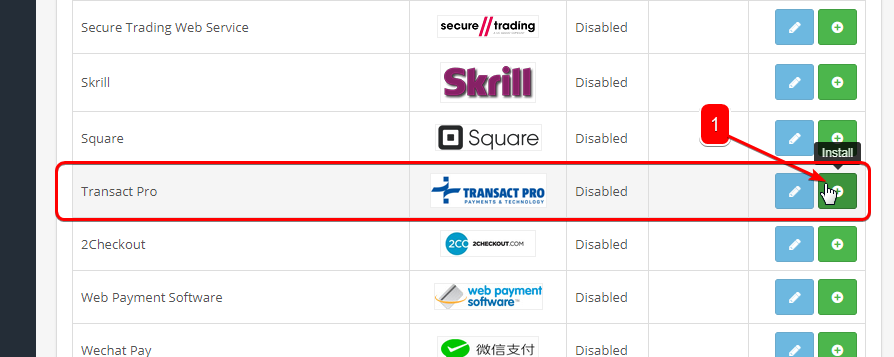 Secure Trading Web Service
secure trading
Disabled
Skrill
Skrill
Disabled
Square
Square
Disabled
1
Install
Transact Pro
TRANSACT PRO
PAYMENTS & TECHNOLOGY
Disabled
2Checkout
2CO 2CHECKOUT.COM
Disabled
Web Payment Software
web payment
software
Disabled
Wechat Pay
微信支付
Disabled